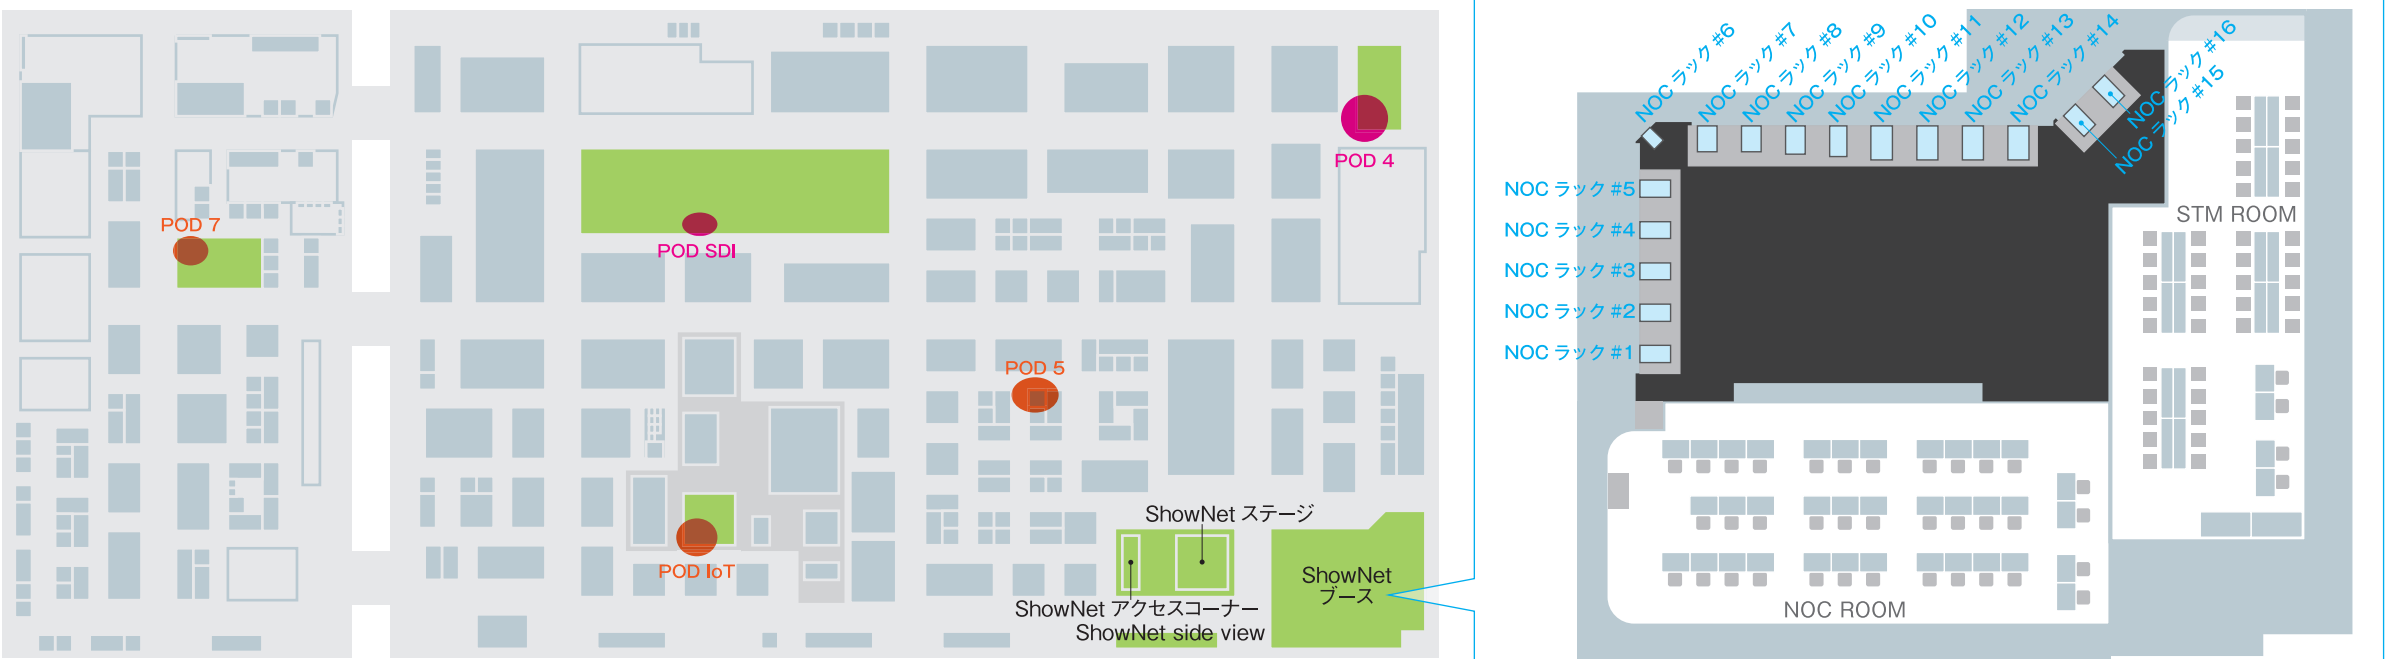 POD 7
POD SDI
POD 4
POD 5
POD IoT
ShowNet ステージ
ShowNet アクセスコーナー
ShowNet side view
ShowNet
ブース
NOC ラック #6
NOC ラック #7
NOC ラック #8
NOC ラック #9
NOC ラック #10
NOC ラック #11
NOC ラック #12
NOC ラック #13
NOC ラック #14
NOC ラック #16
NOC ラック #15
NOC ラック #5
NOC ラック #4
NOC ラック #3
NOC ラック #2
NOC ラック #1
STM ROOM
NOC ROOM